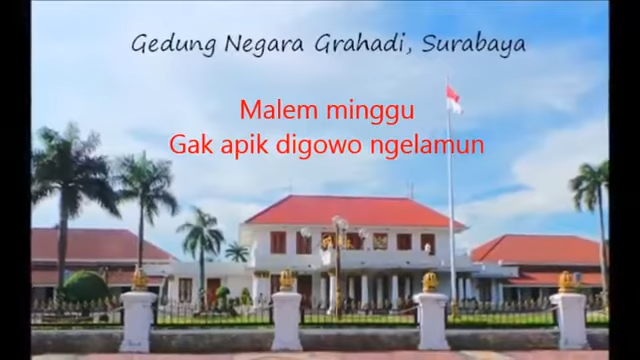 Gedung Negara Grahadi, Surabaya
Malem minggu
Gak apik digowo ngelamun